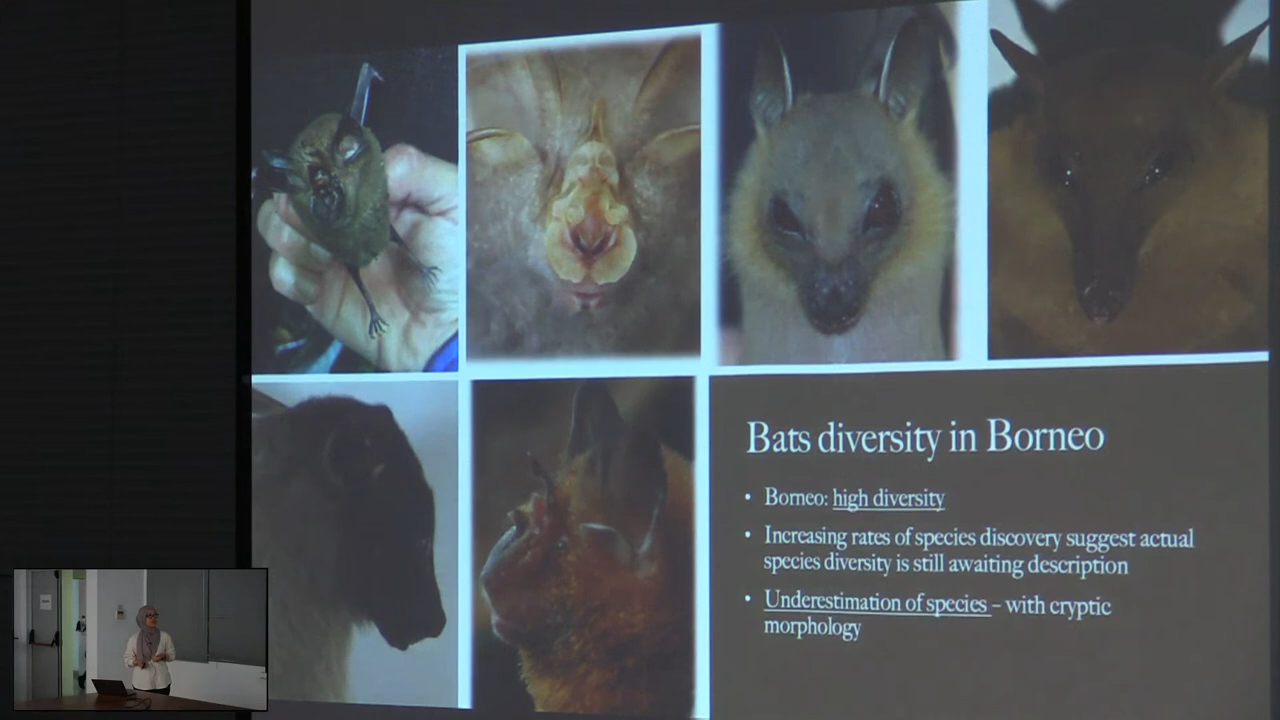 Bats diversity in Borneo
• Borneo: high diversity
• Increasing rates of species discovery suggest actual
species diversity is still awaiting description
• Underestimation of species – with cryptic
morphology